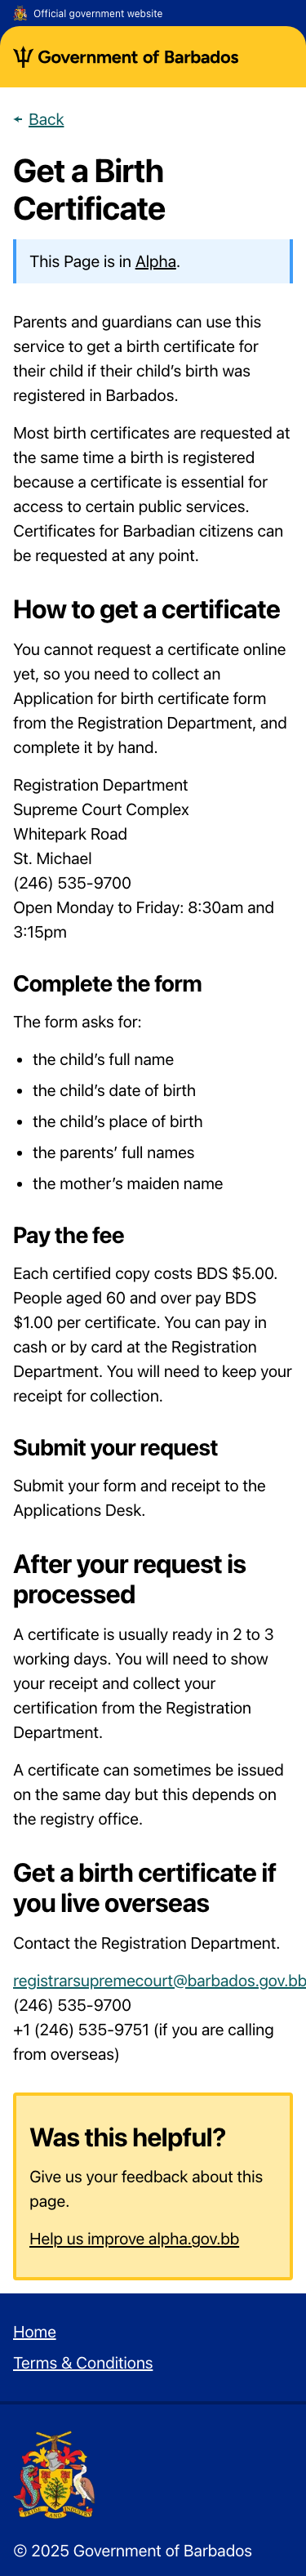 Official government website
Government of Barbados
Back
Get a Birth
Certificate
This Page is in Alpha.
Parents and guardians can use this
service to get a birth certificate for
their child if their child’s birth was
registered in Barbados.
Most birth certificates are requested at
the same time a birth is registered
because a certificate is essential for
access to certain public services.
Certificates for Barbadian citizens can
be requested at any point.
How to get a certificate
You cannot request a certificate online
yet, so you need to collect an
Application for birth certificate form
from the Registration Department, and
complete it by hand.
Registration Department
Supreme Court Complex
Whitepark Road
St. Michael
(246) 535-9700
Open Monday to Friday: 8:30am and
3:15pm
Complete the form
The form asks for:
• the child’s full name
• the child’s date of birth
• the child’s place of birth
• the parents’ full names
• the mother’s maiden name
Pay the fee
Each certified copy costs BDS $5.00.
People aged 60 and over pay BDS
$1.00 per certificate. You can pay in
cash or by card at the Registration
Department. You will need to keep your
receipt for collection.
Submit your request
Submit your form and receipt to the
Applications Desk.
After your request is
processed
A certificate is usually ready in 2 to 3
working days. You will need to show
your receipt and collect your
certification from the Registration
Department.
A certificate can sometimes be issued
on the same day but this depends on
the registry office.
Get a birth certificate if
you live overseas
Contact the Registration Department.
registrarsupremecourt@barbados.gov.bb
(246) 535-9700
+1 (246) 535-9751 (if you are calling
from overseas)
Was this helpful?
Give us your feedback about this
page.
Help us improve alpha.gov.bb
Home
Terms & Conditions
PRIDE AND INDUSTRY
© 2025 Government of Barbados